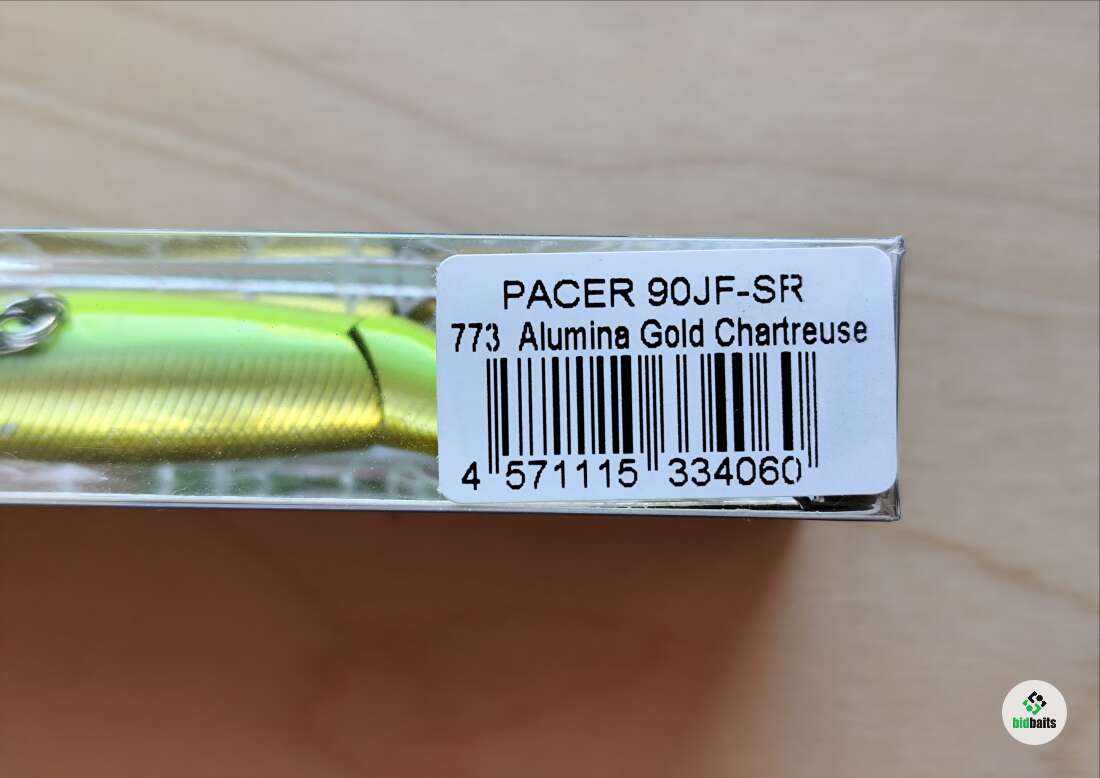 PACER 90JF-SR
773 Alumina Gold Chartreuse
4 571115 334060
bidbaits